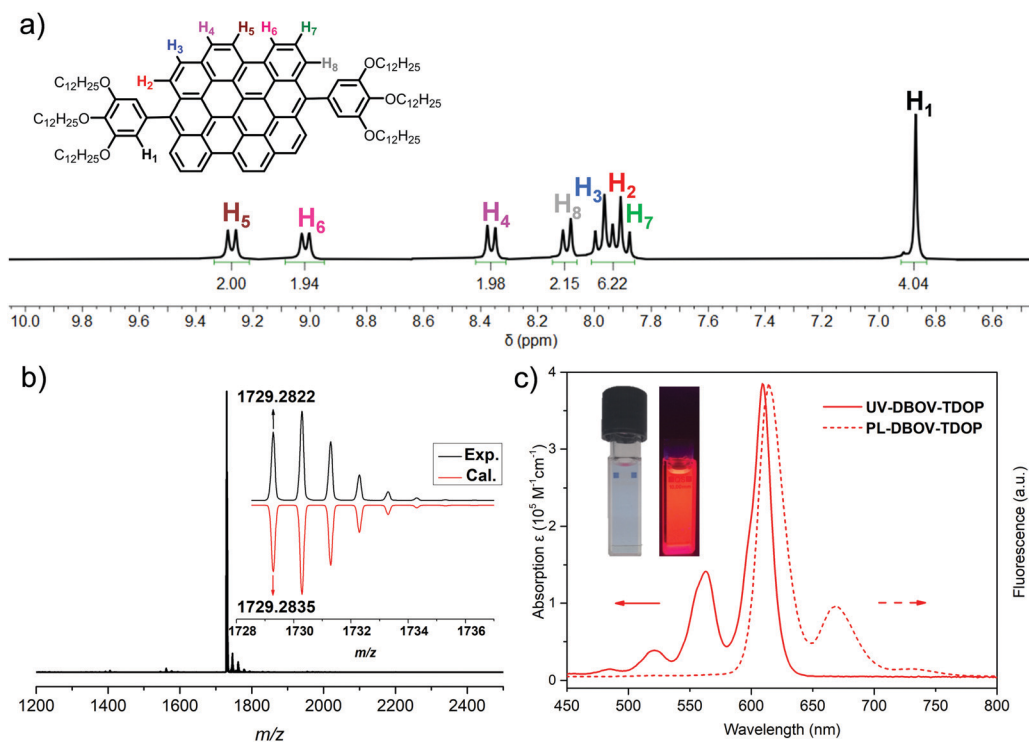 a)
H4 H5 H6 H7
H3
H8
H2
C12H25O
C12H25O
C12H25O
H1
OC12H25
OC12H25
OC12H25
H5
H6
H4
H8
H3
H2
H7
H1
2.00
1.94
1.98
2.15
6.22
4.04
10.0 9.8 9.6 9.4 9.2 9.0 8.8 8.6 8.4 8.2 8.0 7.8 7.6 7.4 7.2 7.0 6.8 6.6
δ (ppm)
b)
1729.2822
Exp.
Cal.
1729.2835
1728 1730 1732 1734 1736
m/z
1200 1400 1600 1800 2000 2200 2400
m/z
c)
UV-DBOV-TDOP
PL-DBOV-TDOP
4
3
2
1
0
Absorption ε (10⁵ M⁻¹cm⁻¹)
Fluorescence (a.u.)
450 500 550 600 650 700 750 800
Wavelength (nm)